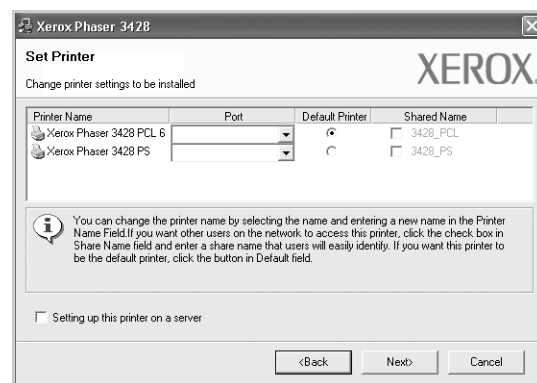 Xerox Phaser 3428
Set Printer
Change printer settings to be installed
XEROX.
Printer Name Port Default Printer Shared Name
Xerox Phaser 3428 PCL 6 3428_PCL
Xerox Phaser 3428 PS 3428_PS
You can change the printer name by selecting the name and entering a new name in the Printer
Name Field.If you want other users on the network to access this printer, click the check box in
Share Name field and enter a share name that users will easily identify. If you want this printer to
be the default printer, click the button in Default field.
Setting up this printer on a server
<Back Next> Cancel